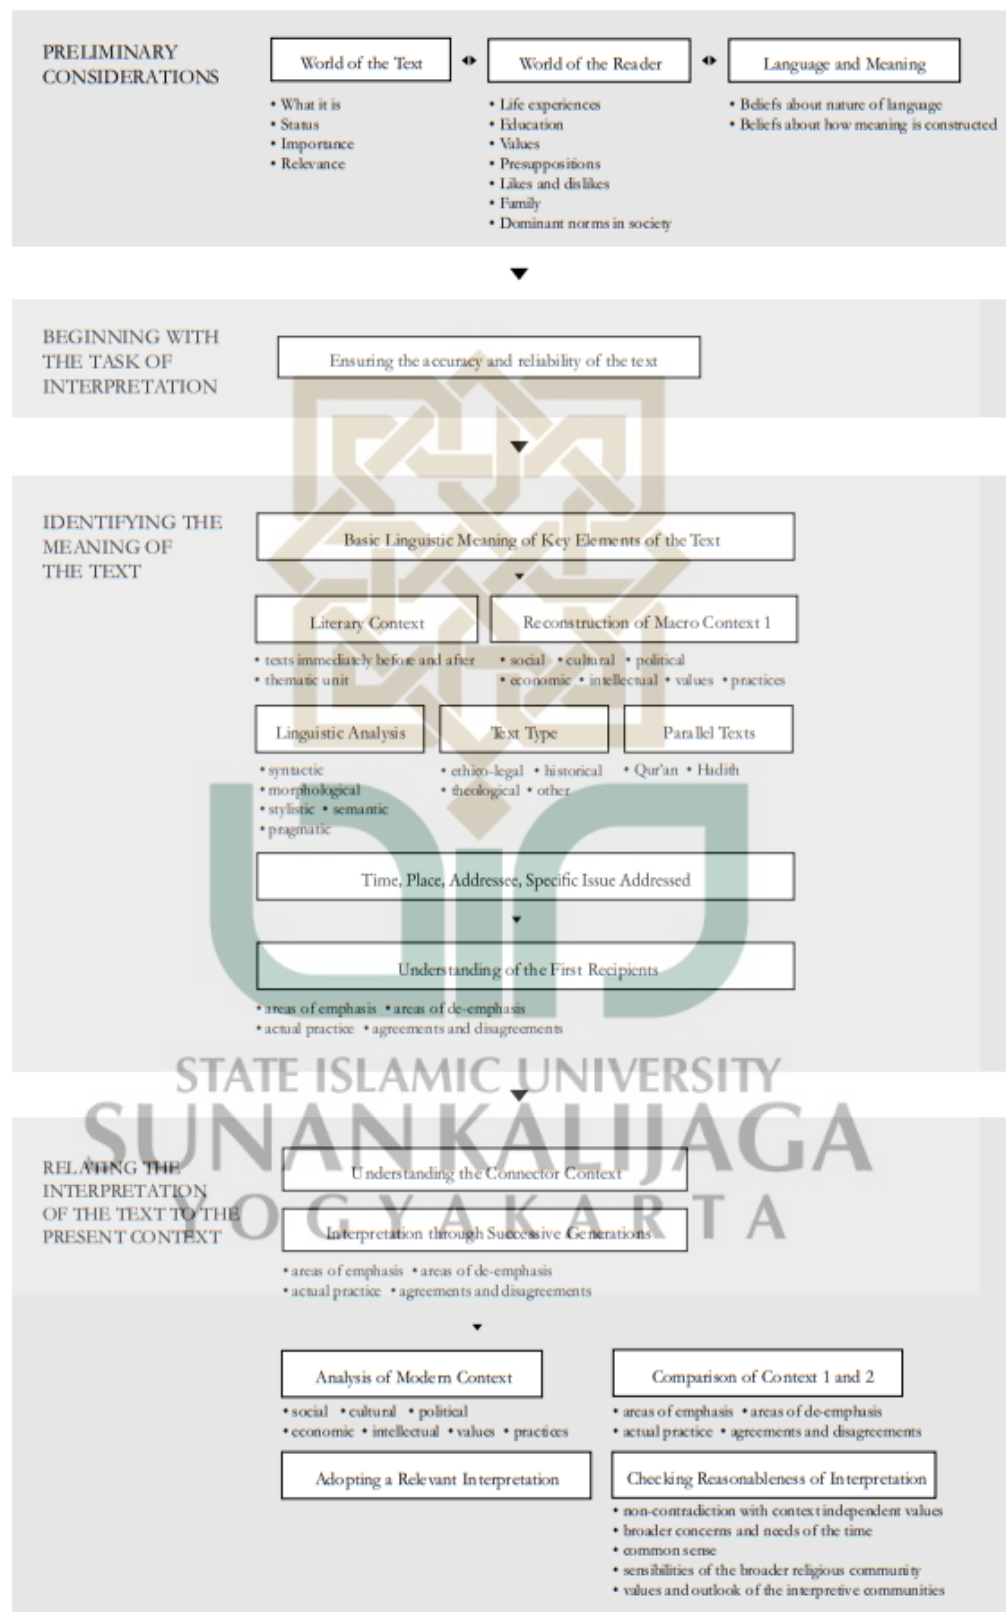 PRELIMINARY
CONSIDERATIONS
World of the Text
World of the Reader
Language and Meaning
• What it is
• Status
• Importance
• Relevance
• Life experiences
• Education
• Values
• Presuppositions
• Likes and dislikes
• Family
• Dominant norms in society
• Beliefs about nature of language
• Beliefs about how meaning is constructed
BEGINNING WITH
THE TASK OF
INTERPRETATION
Ensuring the accuracy and reliability of the text
IDENTIFYING THE
MEANING OF
THE TEXT
Basic Linguistic Meaning of Key Elements of the Text
Literary Context
• texts immediately before and after
• thematic unit
Reconstruction of Macro Context 1
• social • cultural • political
• economic • intellectual • values • practices
Linguistic Analysis
• syntactic
• morphological
• stylistic • semantic
• pragmatic
Text Type
• ethico-legal • historical
• theological • other
Parallel Texts
• Qur'an • Hadith
Time, Place, Addressee, Specific Issue Addressed
Understanding of the First Recipients
• areas of emphasis • areas of de-emphasis
• actual practice • agreements and disagreements
STATE ISLAMIC UNIVERSITY
SUNAN KALIJAGA
YOGYAKARTA
RELATING THE
INTERPRETATION
OF THE TEXT TO THE
PRESENT CONTEXT
Understanding the Connector Context
Interpretation through Successive Generations
• areas of emphasis • areas of de-emphasis
• actual practice • agreements and disagreements
Analysis of Modern Context
• social • cultural • political
• economic • intellectual • values • practices
Comparison of Context 1 and 2
• areas of emphasis • areas of de-emphasis
• actual practice • agreements and disagreements
Adopting a Relevant Interpretation
Checking Reasonableness of Interpretation
• non-contradiction with context independent values
• broader concerns and needs of the time
• common sense
• sensibilities of the broader religious community
• values and outlook of the interpretive communities